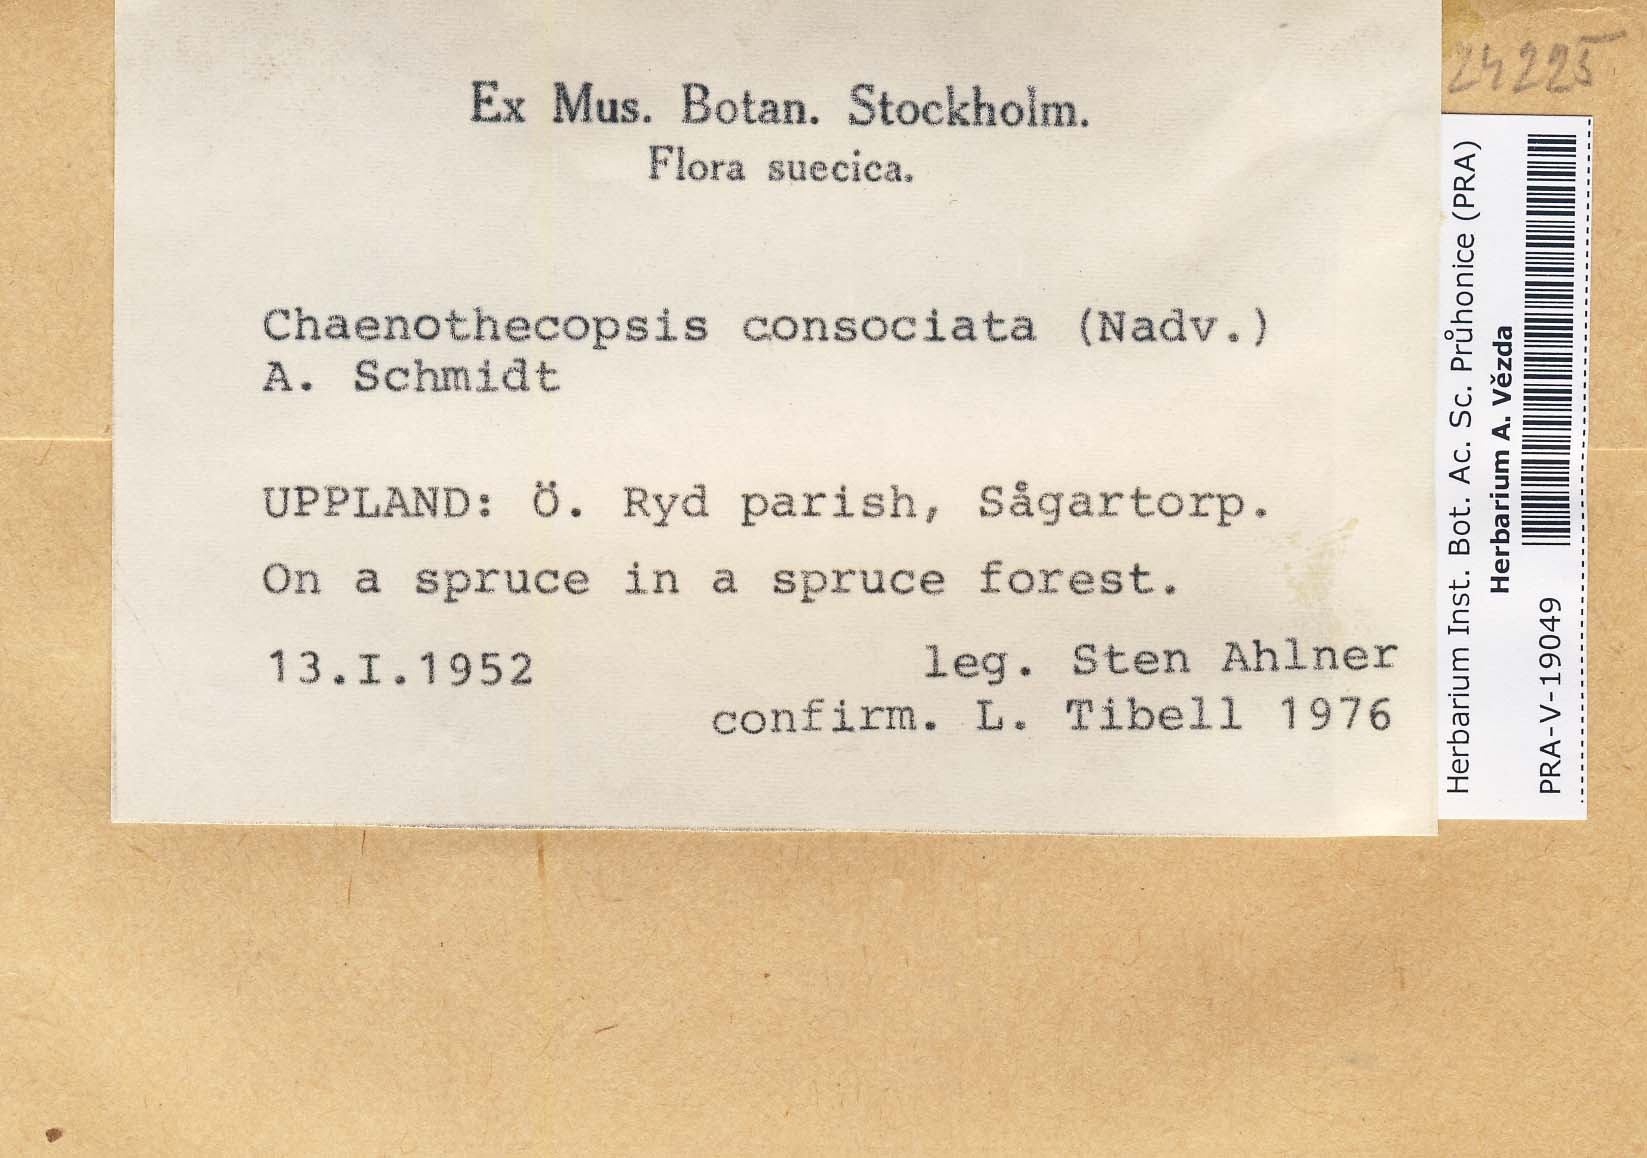 Ex Mus. Botan. Stockholm.
Flora suecica.
Chaenothecopsis consociata (Nadv.)
A. Schmidt
UPPLAND: Ö. Ryd parish, Sågartorp.
On a spruce in a spruce forest.
13.I.1952 leg. Sten Ahlner
confirm. L. Tibell 1976
24225
Herbarium Inst. Bot. Ac. Sc. Průhonice (PRA)
Herbarium A. Vězda
PRA-V-19049